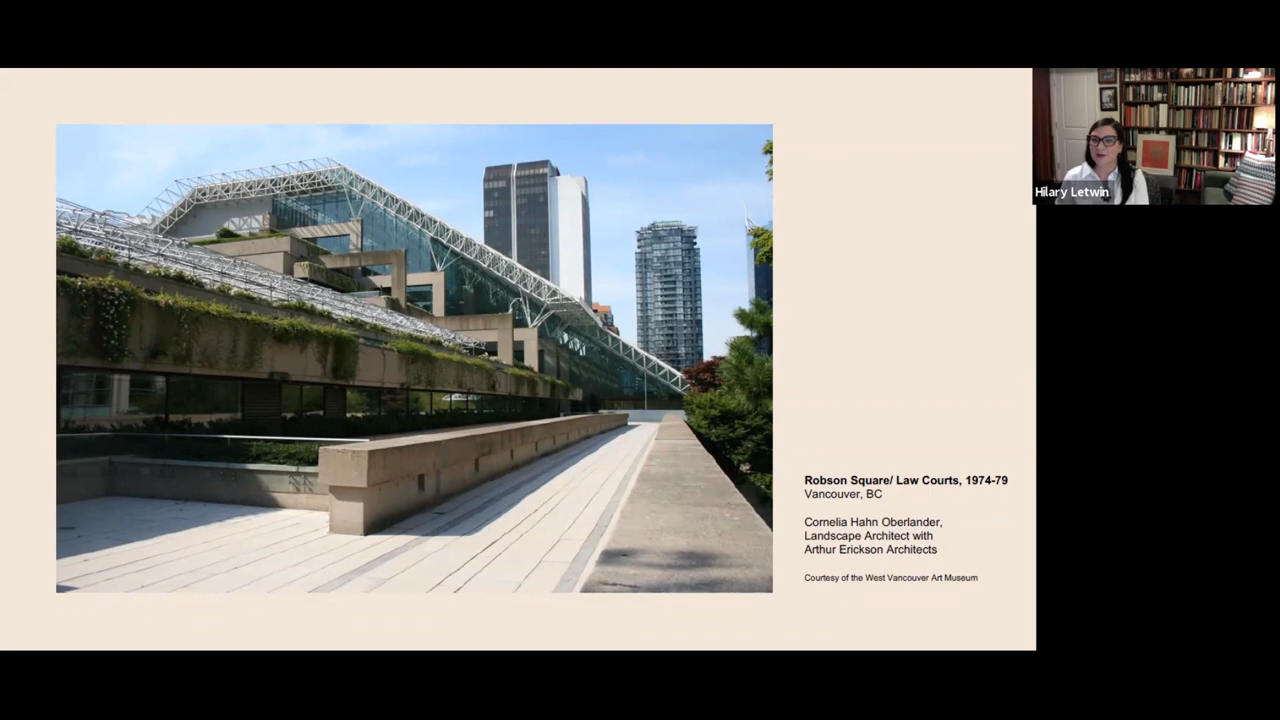 Robson Square/ Law Courts, 1974-79
Vancouver, BC
Cornelia Hahn Oberlander,
Landscape Architect with
Arthur Erickson Architects
Courtesy of the West Vancouver Art Museum
Hilary Letwin